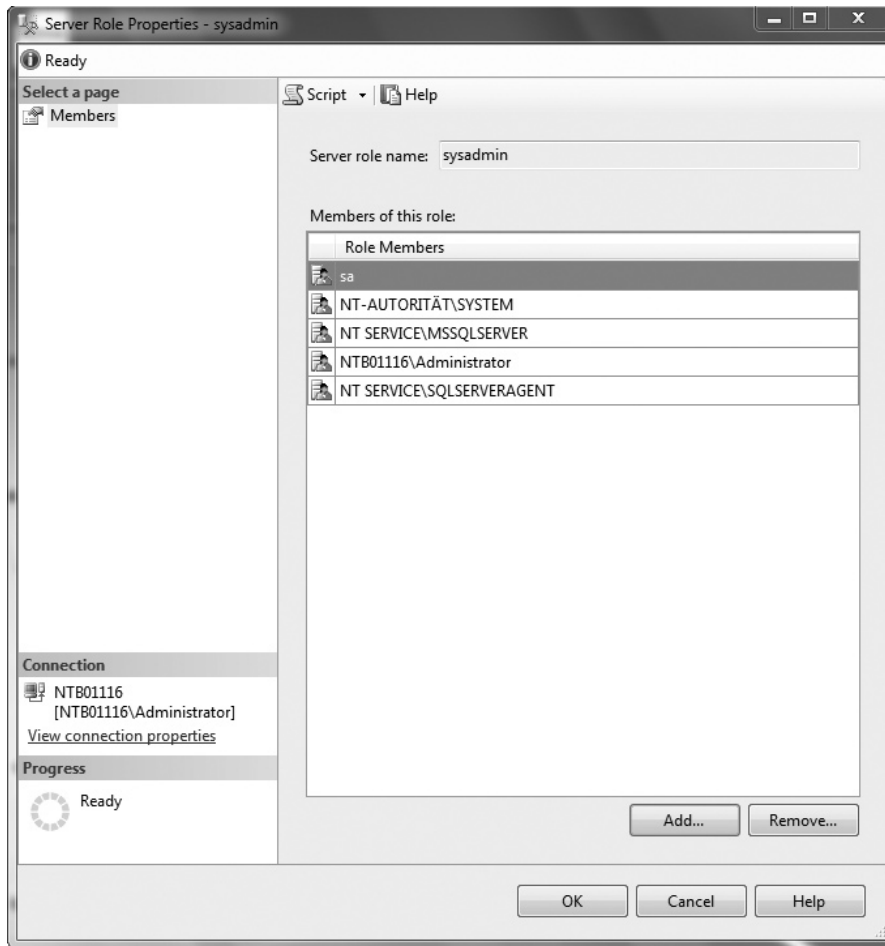 Server Role Properties - sysadmin
Ready
Select a page
Members
Script
Help
Server role name: sysadmin
Members of this role:
Role Members
sa
NT-AUTORITÄT\SYSTEM
NT SERVICE\MSSQLSERVER
NTB01116\Administrator
NT SERVICE\SQLSERVERAGENT
Connection
NTB01116
[NTB01116\Administrator]
View connection properties
Progress
Ready
Add...
Remove...
OK
Cancel
Help